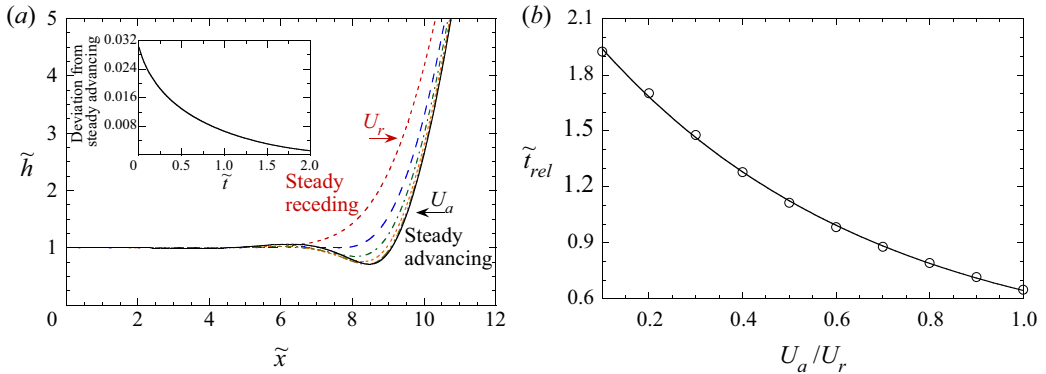 (a)
5
4
3
2
1
0
h̃
0.032
0.024
0.016
0.008
0
0.5
1.0
1.5
2.0
t̃
Deviation from
steady advancing
U_r
Steady
receding
U_a
Steady
advancing
2
4
6
8
10
12
x̃
(b)
2.1
1.8
1.5
1.2
0.9
0.6
t̃_rel
0.2
0.4
0.6
0.8
1.0
U_a/U_r